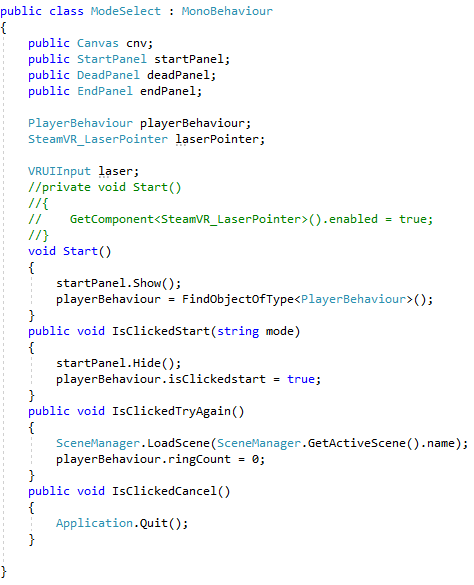 public class ModeSelect : MonoBehaviour
{
    public Canvas cnv;
    public StartPanel startPanel;
    public DeadPanel deadPanel;
    public EndPanel endPanel;

    PlayerBehaviour playerBehaviour;
    SteamVR_LaserPointer laserPointer;

    VRUIInput laser;
    //private void Start()
    //{
    //    GetComponent<SteamVR_LaserPointer>().enabled = true;
    //}
    void Start()
    {
        startPanel.Show();
        playerBehaviour = FindObjectOfType<PlayerBehaviour>();
    }
    public void IsClickedStart(string mode)
    {
        startPanel.Hide();
        playerBehaviour.isClickedstart = true;
    }
    public void IsClickedTryAgain()
    {
        SceneManager.LoadScene(SceneManager.GetActiveScene().name);
        playerBehaviour.ringCount = 0;
    }
    public void IsClickedCancel()
    {
        Application.Quit();
    }

}